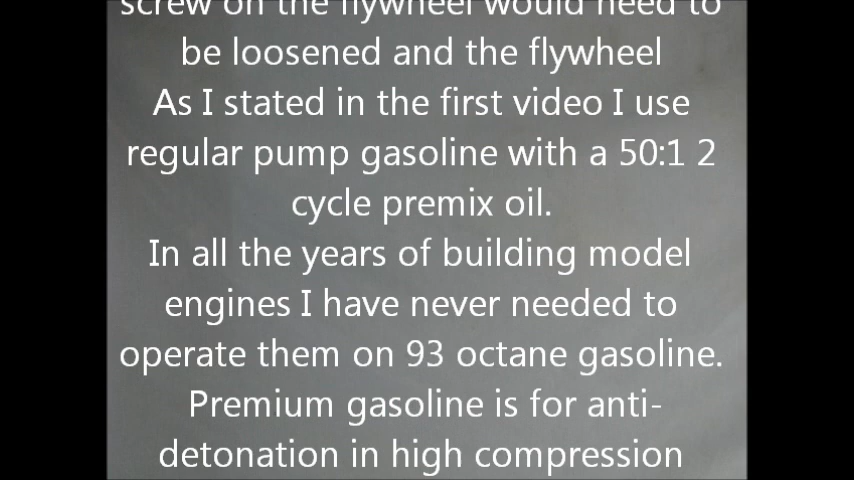 screw on the flywheel would need to
be loosened and the flywheel
As I stated in the first video I use
regular pump gasoline with a 50:1 2
cycle premix oil.
In all the years of building model
engines I have never needed to
operate them on 93 octane gasoline.
Premium gasoline is for anti-
detonation in high compression